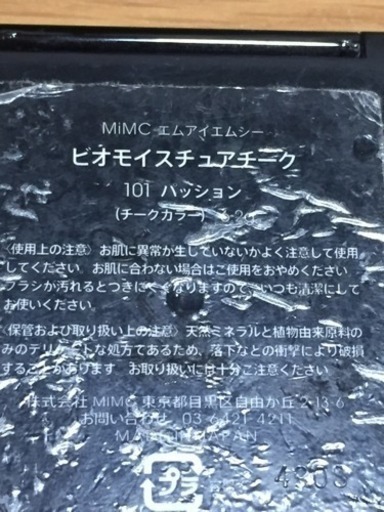 MiMC エムアイエムシー
ビオモイスチュアチーク
101 パッション
(チークカラー) 3.2g
〈使用上の注意〉お肌に異常が生じていないかよく注意して使用
してください。お肌に合わない場合はご使用をおやめください。
ブラシが汚れるとつきにくくなりますので、いつも清潔にして
お使いください。
〈保管および取り扱い上の注意〉天然ミネラルと植物由来原料の
みのデリケートな処方であるため、落下などの衝撃により破損
することがあります。お取り扱いには十分ご注意ください。
株式会社 MiMC 東京都目黒区自由が丘 2-13-6
お問い合わせ 03-6421-4211
MADE IN JAPAN
プラ
4303